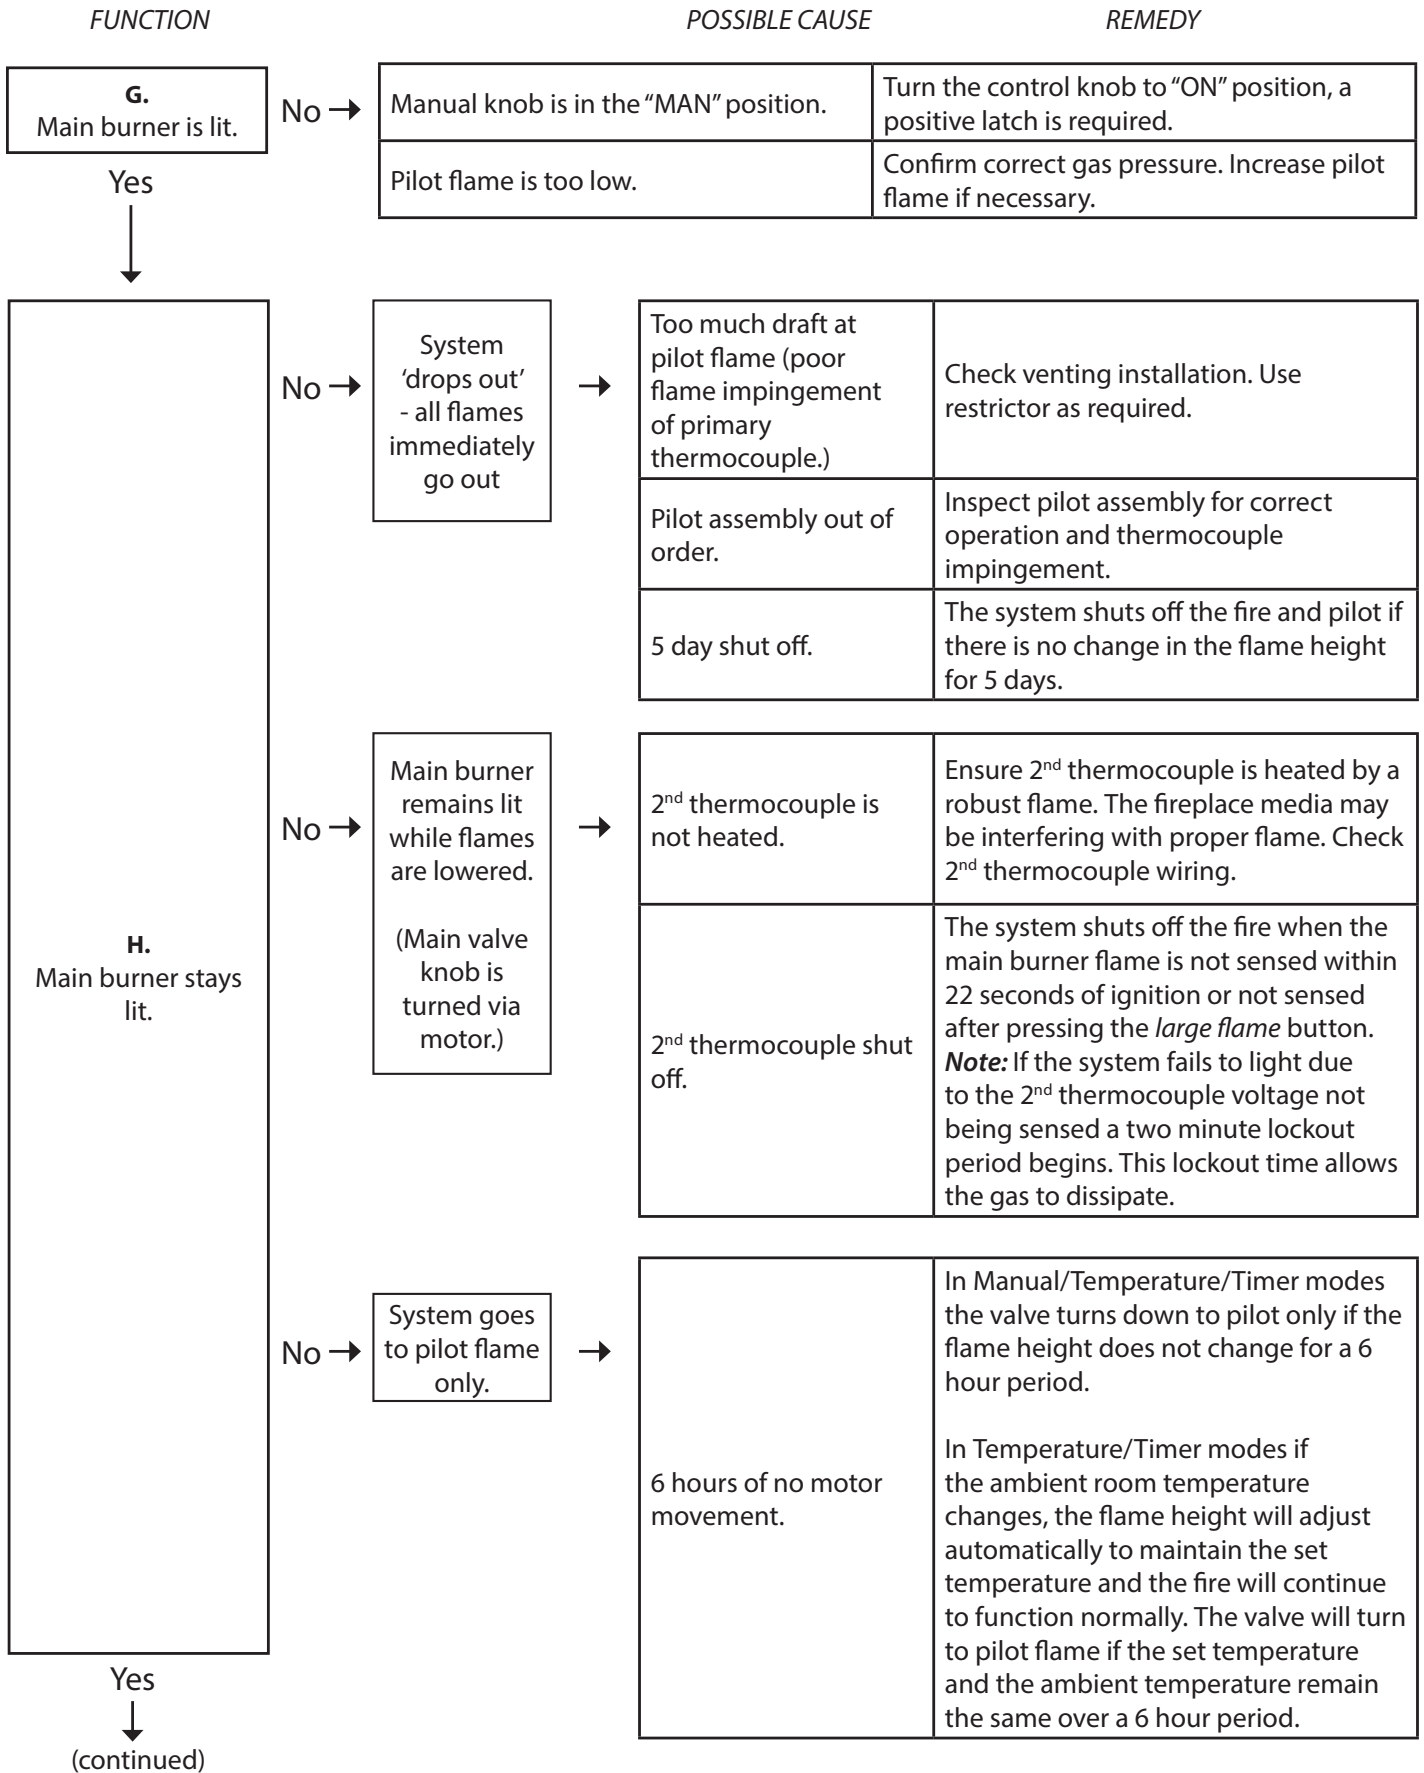 FUNCTION
POSSIBLE CAUSE
REMEDY
G.
Main burner is lit.
No
Manual knob is in the “MAN” position.
Turn the control knob to “ON” position, a
positive latch is required.
Pilot flame is too low.
Confirm correct gas pressure. Increase pilot
flame if necessary.
Yes
H.
Main burner stays
lit.
No
System
‘drops out’
- all flames
immediately
go out
Too much draft at
pilot flame (poor
flame impingement
of primary
thermocouple.)
Check venting installation. Use
restrictor as required.
Pilot assembly out of
order.
Inspect pilot assembly for correct
operation and thermocouple
impingement.
5 day shut off.
The system shuts off the fire and pilot if
there is no change in the flame height
for 5 days.
No
Main burner
remains lit
while flames
are lowered.
(Main valve
knob is
turned via
motor.)
2nd thermocouple is
not heated.
Ensure 2nd thermocouple is heated by a
robust flame. The fireplace media may
be interfering with proper flame. Check
2nd thermocouple wiring.
2nd thermocouple shut
off.
The system shuts off the fire when the
main burner flame is not sensed within
22 seconds of ignition or not sensed
after pressing the large flame button.
Note: If the system fails to light due
to the 2nd thermocouple voltage not
being sensed a two minute lockout
period begins. This lockout time allows
the gas to dissipate.
No
System goes
to pilot flame
only.
6 hours of no motor
movement.
In Manual/Temperature/Timer modes
the valve turns down to pilot only if the
flame height does not change for a 6
hour period.
In Temperature/Timer modes if
the ambient room temperature
changes, the flame height will adjust
automatically to maintain the set
temperature and the fire will continue
to function normally. The valve will turn
to pilot flame if the set temperature
and the ambient temperature remain
the same over a 6 hour period.
Yes
(continued)